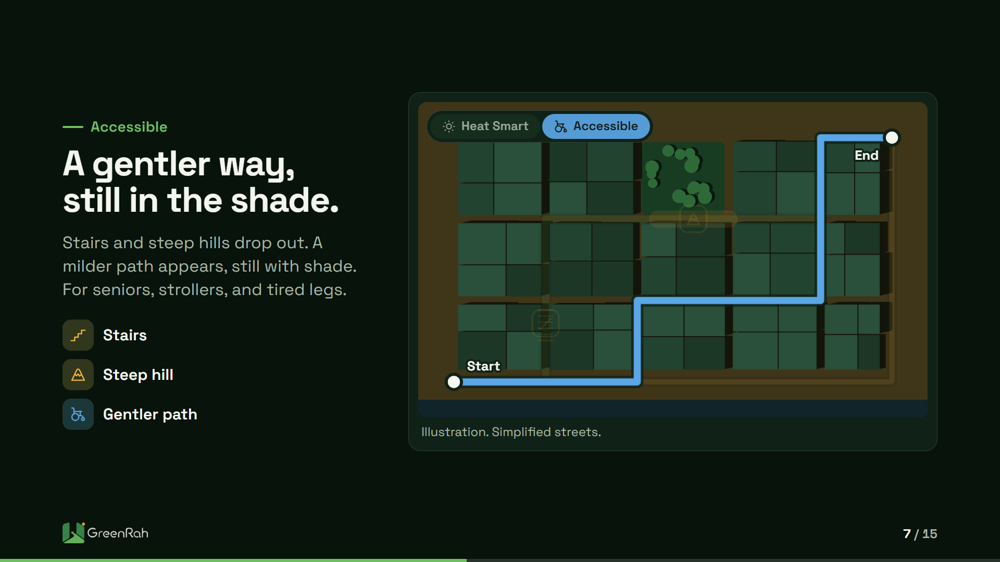 Accessible
A gentler way,
still in the shade.
Stairs and steep hills drop out. A
milder path appears, still with shade.
For seniors, strollers, and tired legs.
Stairs
Steep hill
Gentler path
Heat Smart
Accessible
End
Start
Illustration. Simplified streets.
GreenRah
7 / 15